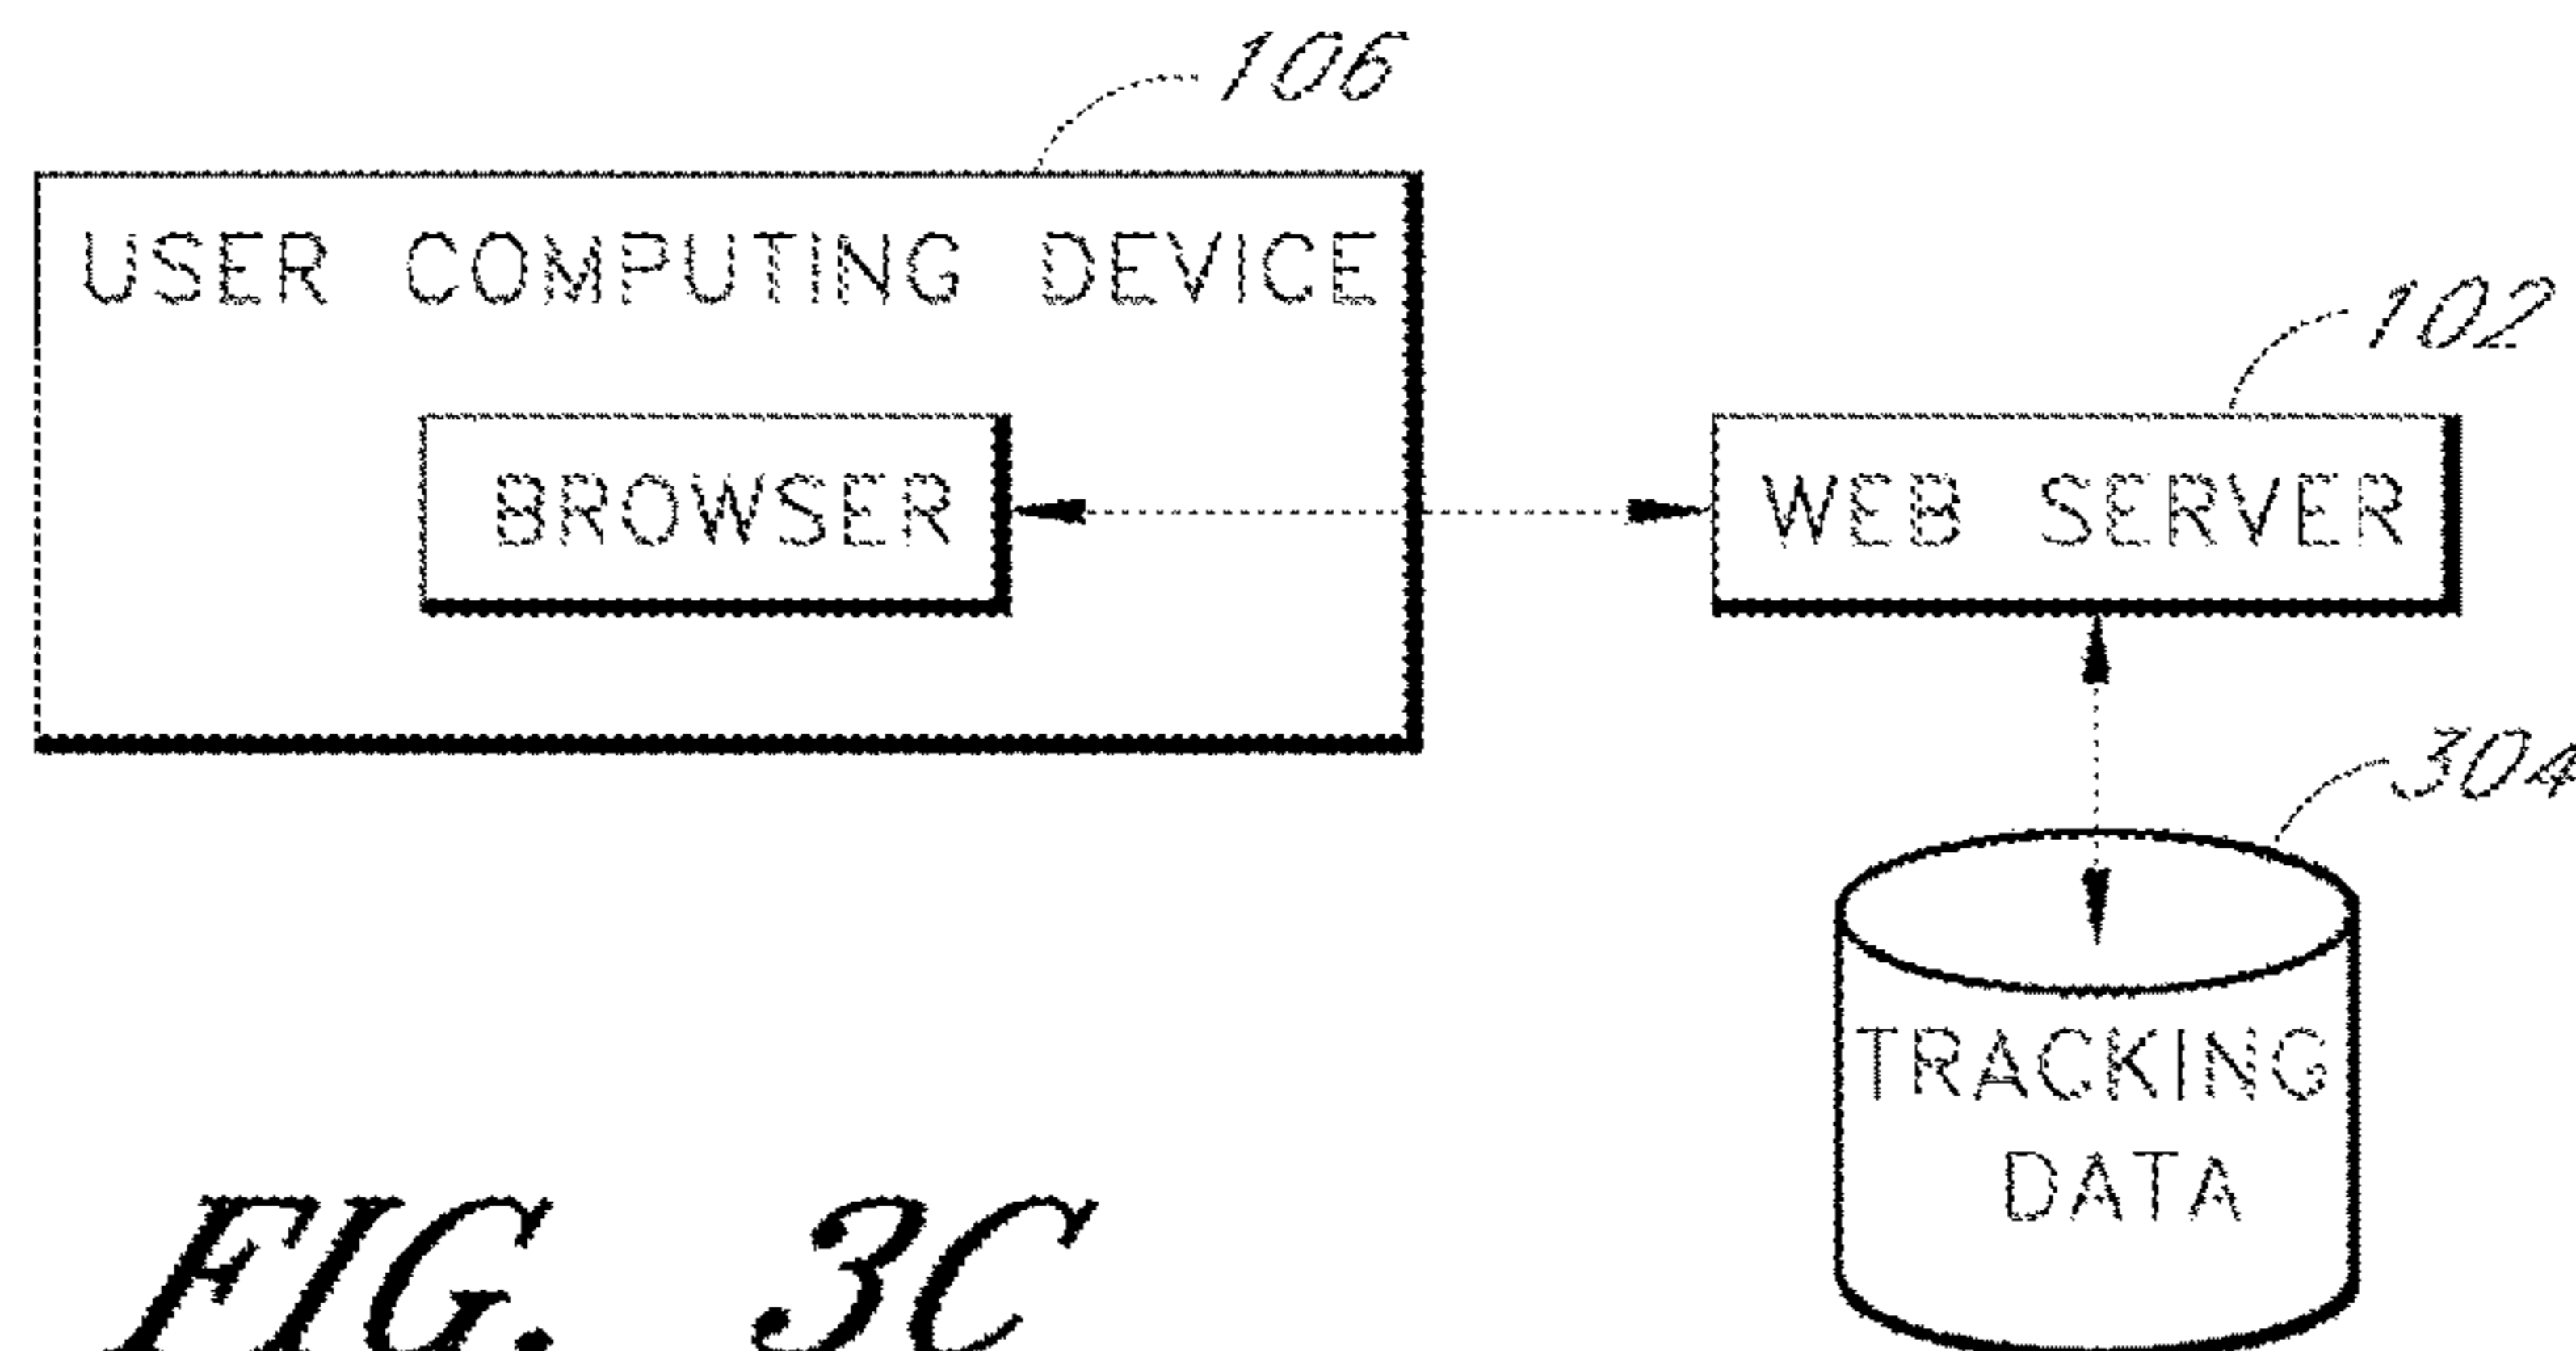 106
USER COMPUTING DEVICE
102
BROWSER
WEB SERVER
304
TRACKING
DATA
FIG. 3C